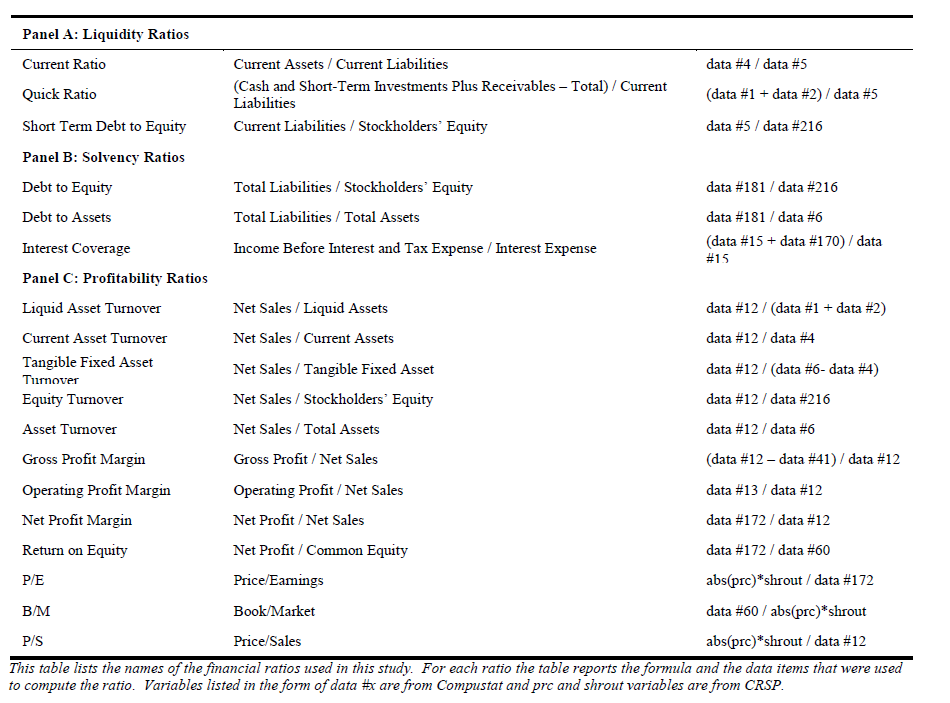 Panel A: Liquidity Ratios
Current Ratio Current Assets / Current Liabilities data #4 / data #5
Quick Ratio (Cash and Short-Term Investments Plus Receivables – Total) / Current Liabilities (data #1 + data #2) / data #5
Short Term Debt to Equity Current Liabilities / Stockholders’ Equity data #5 / data #216
Panel B: Solvency Ratios
Debt to Equity Total Liabilities / Stockholders’ Equity data #181 / data #216
Debt to Assets Total Liabilities / Total Assets data #181 / data #6
Interest Coverage Income Before Interest and Tax Expense / Interest Expense (data #15 + data #170) / data #15
Panel C: Profitability Ratios
Liquid Asset Turnover Net Sales / Liquid Assets data #12 / (data #1 + data #2)
Current Asset Turnover Net Sales / Current Assets data #12 / data #4
Tangible Fixed Asset Turnover Net Sales / Tangible Fixed Asset data #12 / (data #6- data #4)
Equity Turnover Net Sales / Stockholders’ Equity data #12 / data #216
Asset Turnover Net Sales / Total Assets data #12 / data #6
Gross Profit Margin Gross Profit / Net Sales (data #12 – data #41) / data #12
Operating Profit Margin Operating Profit / Net Sales data #13 / data #12
Net Profit Margin Net Profit / Net Sales data #172 / data #12
Return on Equity Net Profit / Common Equity data #172 / data #60
P/E Price/Earnings abs(prc)*shrout / data #172
B/M Book/Market data #60 / abs(prc)*shrout
P/S Price/Sales abs(prc)*shrout / data #12
This table lists the names of the financial ratios used in this study. For each ratio the table reports the formula and the data items that were used
to compute the ratio. Variables listed in the form of data #x are from Compustat and prc and shrout variables are from CRSP.